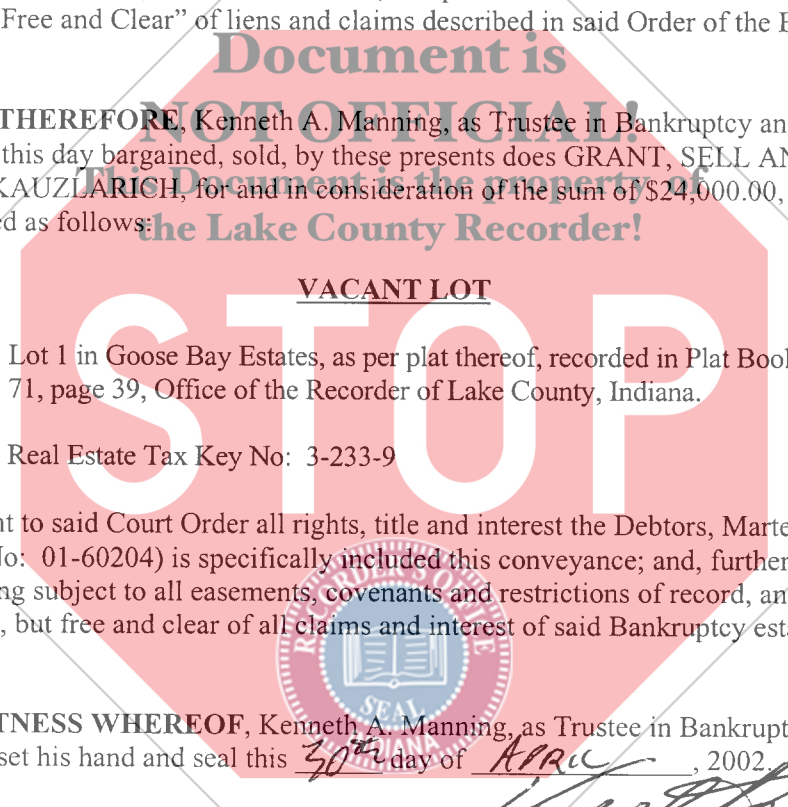 Free and Clear” of liens and claims described in said Order of the B
Document is
NOT OFFICIAL!
THEREFORE, Kenneth A. Manning, as Trustee in Bankruptcy an
this day bargained, sold, by these presents does GRANT, SELL AN
This Document is the property of
KAUZLARICH, for and in consideration of the sum of $24,000.00,
ed as follows:
the Lake County Recorder!
VACANT LOT
STOP
Lot 1 in Goose Bay Estates, as per plat thereof, recorded in Plat Book
71, page 39, Office of the Recorder of Lake County, Indiana.
Real Estate Tax Key No: 3-233-9
nt to said Court Order all rights, title and interest the Debtors, Marte
No: 01-60204) is specifically included this conveyance; and, further
ng subject to all easements, covenants and restrictions of record, an
, but free and clear of all claims and interest of said Bankruptcy esta
RECORDER'S OFFICE
SEAL
INDIANA
TNESS WHEREOF, Kenneth A. Manning, as Trustee in Bankrupt
set his hand and seal this 30th day of April, 2002.